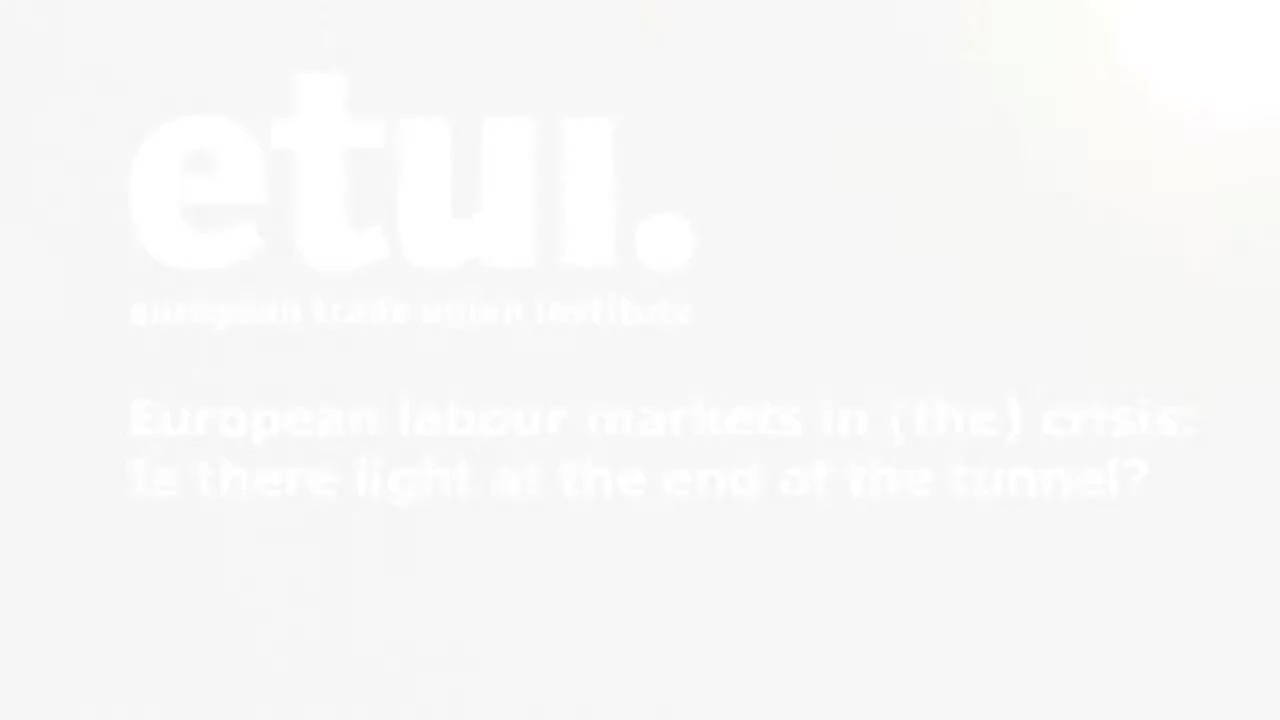 etui.
european trade union institute
European labour markets in (the) crisis:
Is there light at the end of the tunnel?